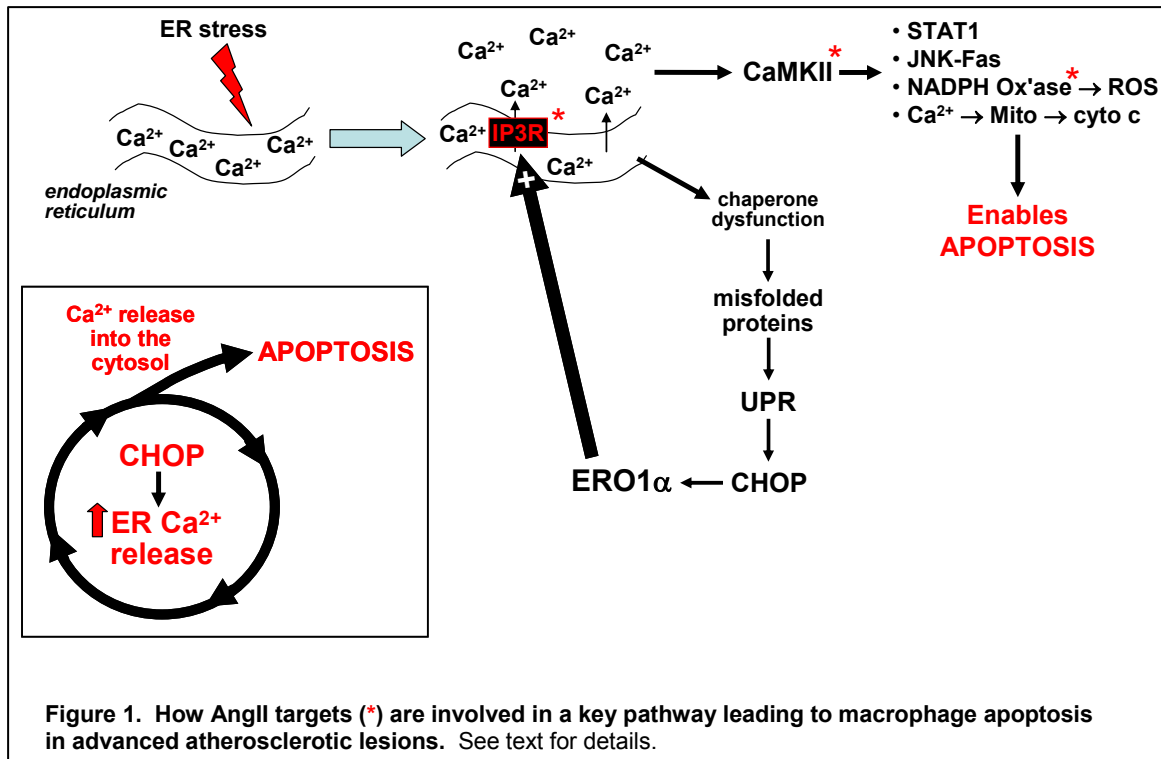 ER stress
Ca²⁺
Ca²⁺
Ca²⁺
Ca²⁺
endoplasmic
reticulum
Ca²⁺
Ca²⁺
Ca²⁺
Ca²⁺
Ca²⁺
Ca²⁺
IP3R
*
+
Ca²⁺
CaMKII*
• STAT1
• JNK-Fas
• NADPH Ox'ase* → ROS
• Ca²⁺ → Mito → cyto c
Enables
APOPTOSIS
chaperone
dysfunction
misfolded
proteins
UPR
CHOP
ERO1α
Ca²⁺ release
into the
cytosol
APOPTOSIS
CHOP
ER Ca²⁺
release
Figure 1. How AngII targets (*) are involved in a key pathway leading to macrophage apoptosis
in advanced atherosclerotic lesions. See text for details.